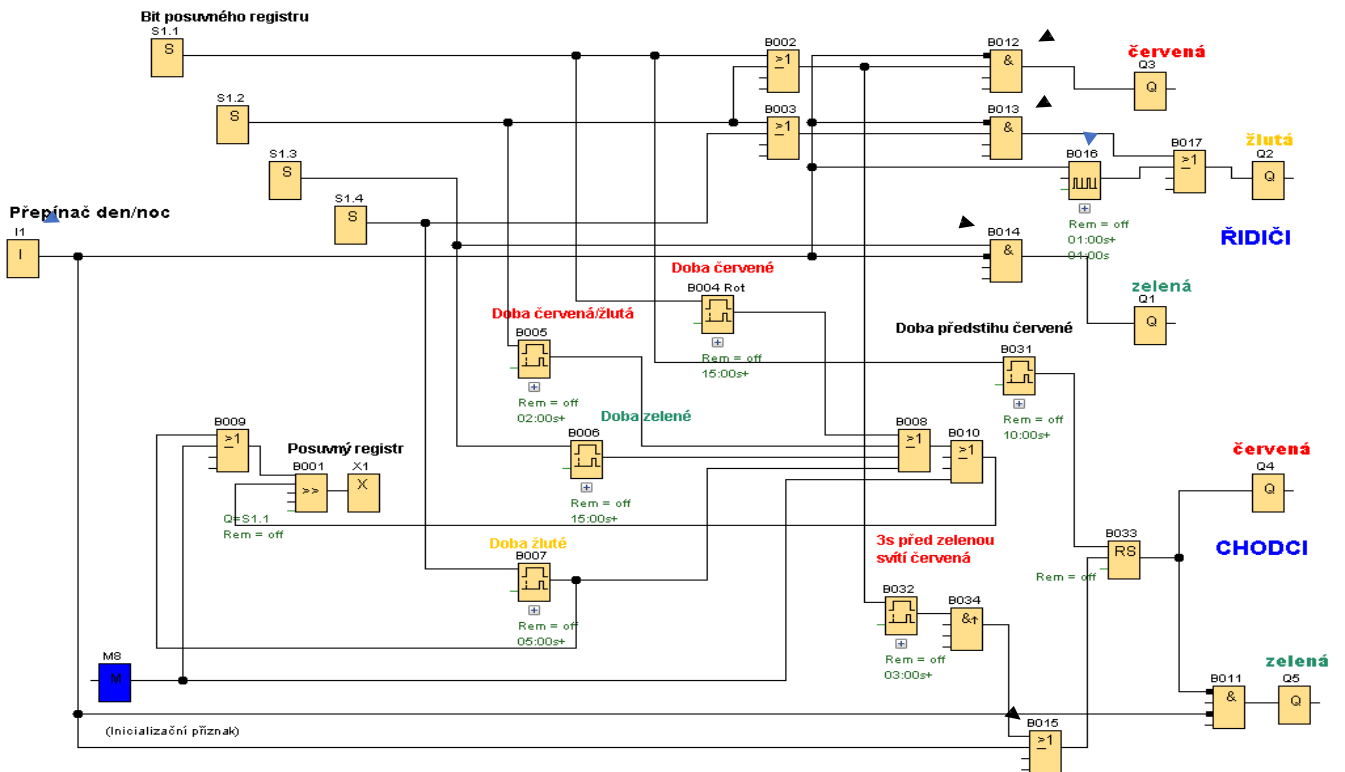 Bit posuvného registru
S1.1
S
B002
>1
B012
&
červená
Q3
Q
S1.2
S
B003
>1
B013
&
žlutá
S1.3
S
B016
B017
>1
Q2
Q
S1.4
S
Rem = off
01:00s+
01:00s
Přepínač den/noc
I1
I
B014
&
ŘIDIČI
Doba červené
B004 Rot
Rem = off
15:00s+
zelená
Q1
Q
Doba červená/žlutá
B005
Rem = off
02:00s+
Doba předstihu červené
B031
Rem = off
10:00s+
Doba zelené
B006
Rem = off
15:00s+
B009
>1
Posuvný registr
B001
>>
X1
X
Q=S1.1
Rem = off
B008
>1
B010
>1
červená
Q4
Q
Doba žluté
B007
Rem = off
05:00s+
3s před zelenou
svítí červená
B032
Rem = off
03:00s+
B034
&↑
B033
RS
Rem = off
CHODCI
M8
M
(Inicializační příznak)
zelená
B011
&
Q5
Q
B015
>1